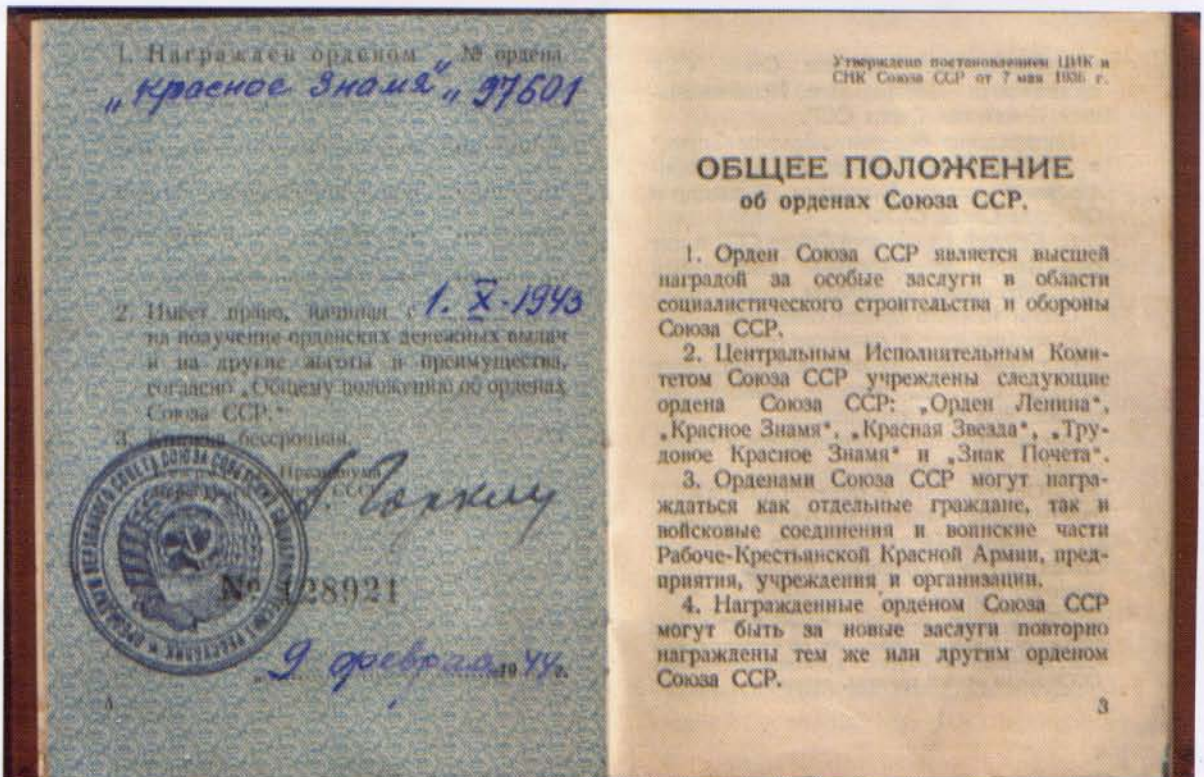 1. Награжден орденом № ордена
„Красное Знамя„ 97601
2. Имеет право, начиная с 1. X-1943
на получение орденских денежных выдач
и на другие льготы и преимущества,
согласно „Общему положению об орденах
Союза ССР.“
3. Книжка бессрочная.
Президиума
СССР
А. Горкин
№ 128921
„ 9 февраля 1944 г.
Утверждено постановлением ЦИК и
СНК Союза ССР от 7 мая 1936 г.
ОБЩЕЕ ПОЛОЖЕНИЕ
об орденах Союза ССР.
1. Орден Союза ССР является высшей
наградой за особые заслуги в области
социалистического строительства и обороны
Союза ССР.
2. Центральным Исполнительным Коми-
тетом Союза ССР учреждены следующие
ордена Союза ССР: „Орден Ленина“,
„Красное Знамя“, „Красная Звезда“, „Тру-
довое Красное Знамя“ и „Знак Почета“.
3. Орденами Союза ССР могут награ-
ждаться как отдельные граждане, так и
войсковые соединения и воинские части
Рабоче-Крестьянской Красной Армии, пред-
приятия, учреждения и организации.
4. Награжденные орденом Союза ССР
могут быть за новые заслуги повторно
награждены тем же или другим орденом
Союза ССР.
3